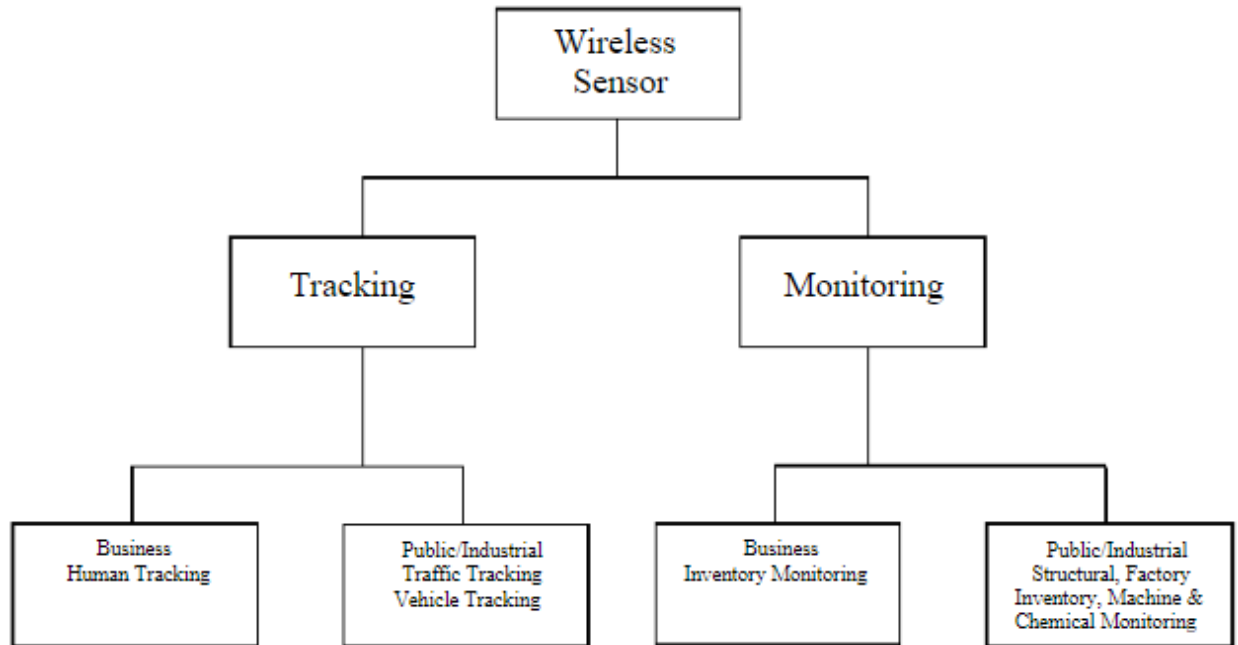 Wireless
Sensor
Tracking
Monitoring
Business
Human Tracking
Public/Industrial
Traffic Tracking
Vehicle Tracking
Business
Inventory Monitoring
Public/Industrial
Structural, Factory
Inventory, Machine &
Chemical Monitoring